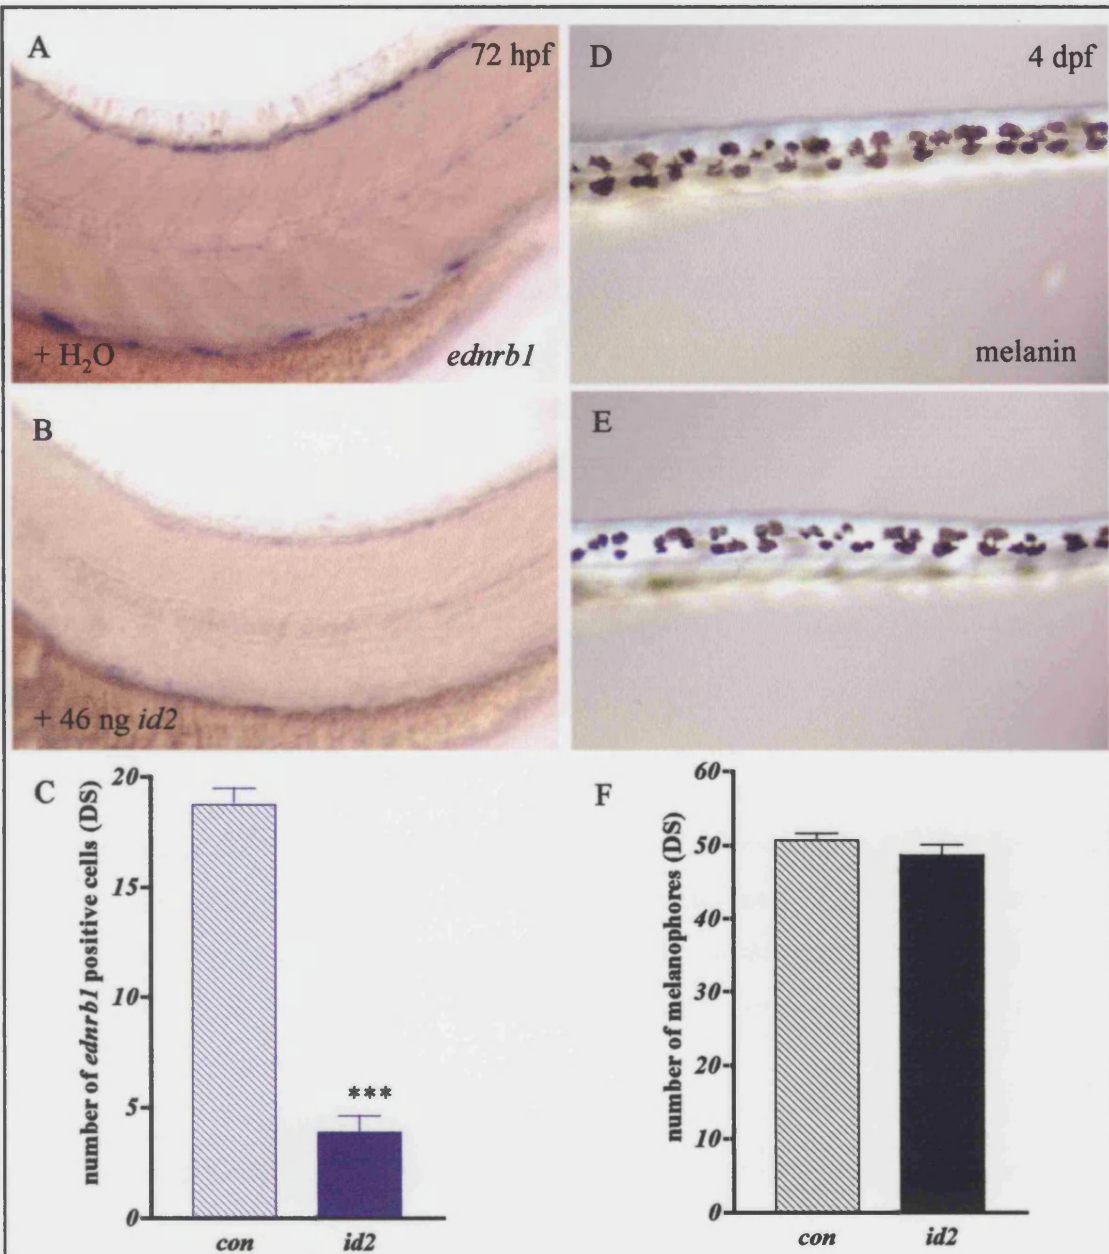 A
72 hpf
+ H₂O
ednrb1
D
4 dpf
melanin
B
+ 46 ng id2
E
C
number of ednrb1 positive cells (DS)
20
15
10
5
0
***
con
id2
F
number of melanophores (DS)
60
50
40
30
20
10
0
con
id2